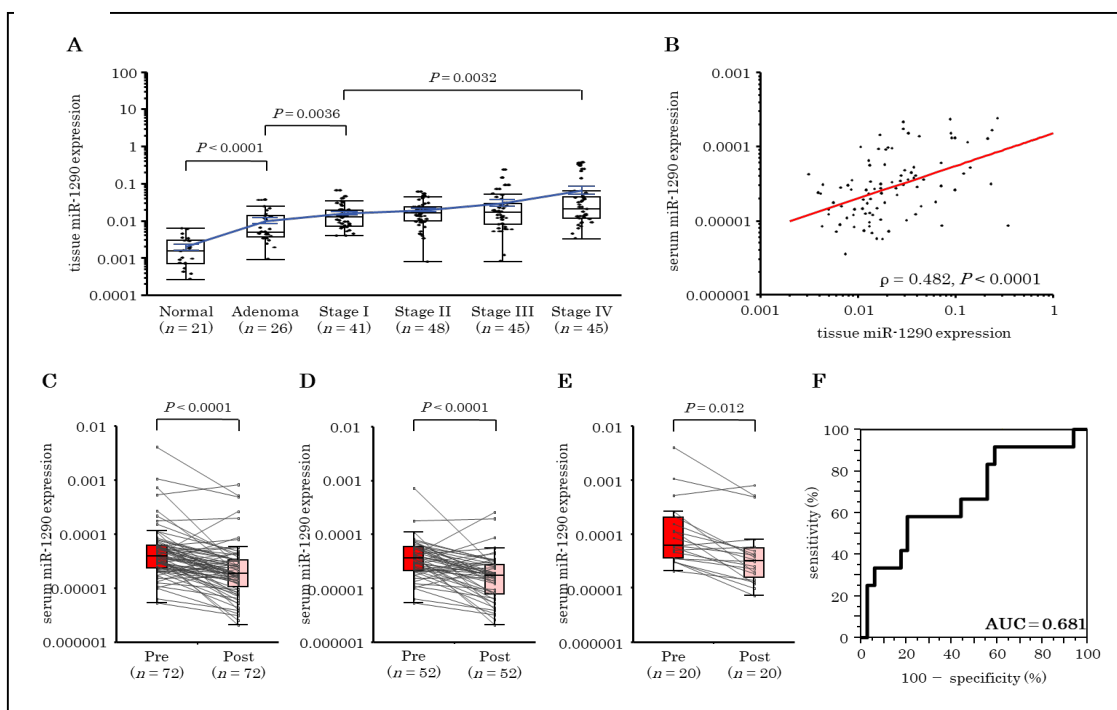 A
tissue miR-1290 expression
100
10
1
0.1
0.01
0.001
0.0001
P < 0.0001
P = 0.0036
P = 0.0032
Normal Adenoma Stage I Stage II Stage III Stage IV
(n = 21) (n = 26) (n = 41) (n = 48) (n = 45) (n = 45)
B
serum miR-1290 expression
0.001
0.0001
0.00001
0.000001
ρ = 0.482, P < 0.0001
0.001 0.01 0.1 1
tissue miR-1290 expression
C
P < 0.0001
serum miR-1290 expression
0.01
0.001
0.0001
0.00001
0.000001
Pre Post
(n = 72) (n = 72)
D
P < 0.0001
serum miR-1290 expression
0.01
0.001
0.0001
0.00001
0.000001
Pre Post
(n = 52) (n = 52)
E
P = 0.012
serum miR-1290 expression
0.01
0.001
0.0001
0.00001
0.000001
Pre Post
(n = 20) (n = 20)
F
sensitivity (%)
100
80
60
40
20
0
AUC = 0.681
0 20 40 60 80 100
100 − specificity (%)